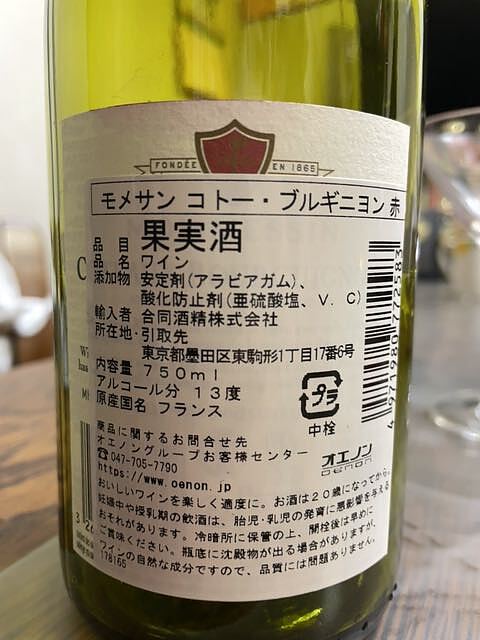 FONDÉE EN 1865
モメサン コトー・ブルギニヨン 赤
品目 果実酒
品名 ワイン
添加物 安定剤(アラビアガム)、
酸化防止剤(亜硫酸塩、V.C)
輸入者 合同酒精株式会社
所在地・引取先
東京都墨田区東駒形1丁目17番6号
内容量 750ml
アルコール分 13度
原産国名 フランス
プラ
中栓
4971980772583
商品に関するお問合せ先
オエノングループお客様センター
☎047-705-7790
https://www.oenon.jp
オエノン
OENON
おいしいワインを楽しく適度に。お酒は20歳になってから。
妊娠中や授乳期の飲酒は、胎児・乳児の発育に悪影響を与える
おそれがあります。冷暗所に保管の上、開栓後は早めに
ご賞味ください。瓶底に沈殿物が出る場合がありますが、
ワインの自然な成分ですので、品質には問題ありません。
178165